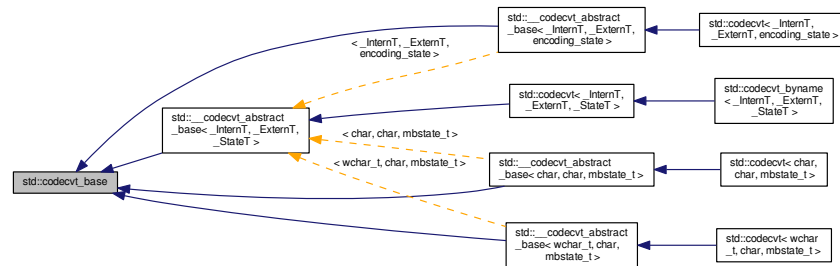 std::__codecvt_abstract
_base< _InternT, _ExternT,
encoding_state >
std::codecvt< _InternT,
_ExternT, encoding_state >
< _InternT, _ExternT,
encoding_state >
std::codecvt< _InternT,
_ExternT, _StateT >
std::codecvt_byname
< _InternT, _ExternT,
_StateT >
std::__codecvt_abstract
_base< _InternT, _ExternT,
_StateT >
< char, char, mbstate_t >
< wchar_t, char, mbstate_t >
std::__codecvt_abstract
_base< char, char, mbstate_t >
std::codecvt< char,
char, mbstate_t >
std::codecvt_base
std::__codecvt_abstract
_base< wchar_t, char,
mbstate_t >
std::codecvt< wchar
_t, char, mbstate_t >